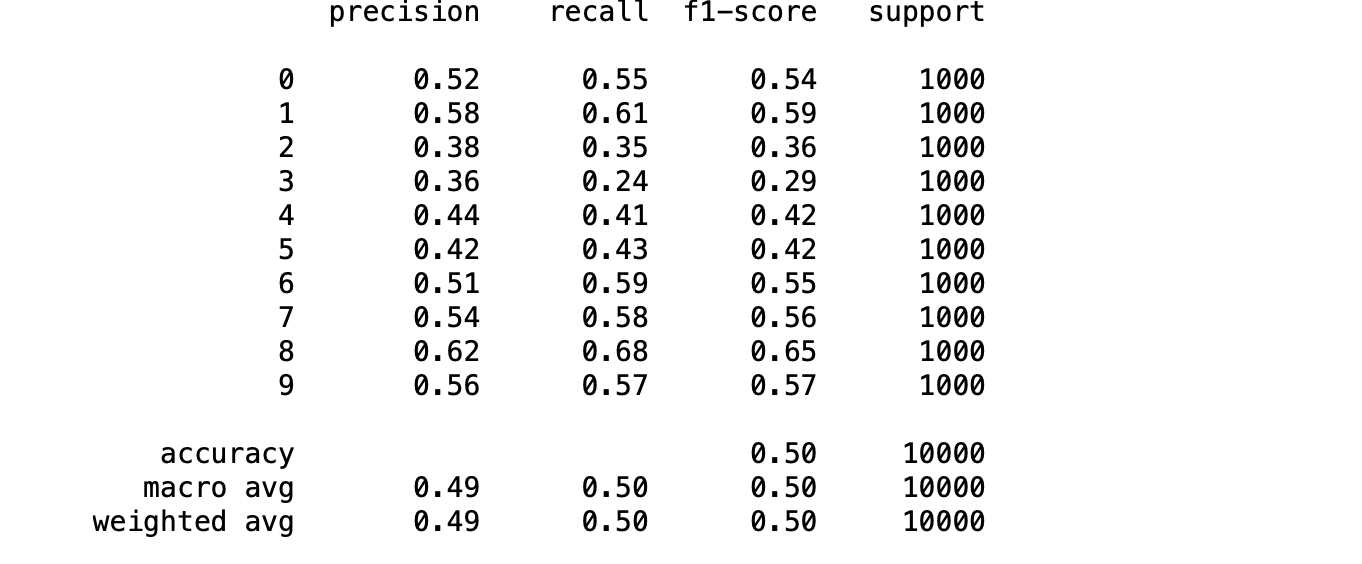 precision recall f1-score support
0 0.52 0.55 0.54 1000
1 0.58 0.61 0.59 1000
2 0.38 0.35 0.36 1000
3 0.36 0.24 0.29 1000
4 0.44 0.41 0.42 1000
5 0.42 0.43 0.42 1000
6 0.51 0.59 0.55 1000
7 0.54 0.58 0.56 1000
8 0.62 0.68 0.65 1000
9 0.56 0.57 0.57 1000
accuracy 0.50 10000
macro avg 0.49 0.50 0.50 10000
weighted avg 0.49 0.50 0.50 10000